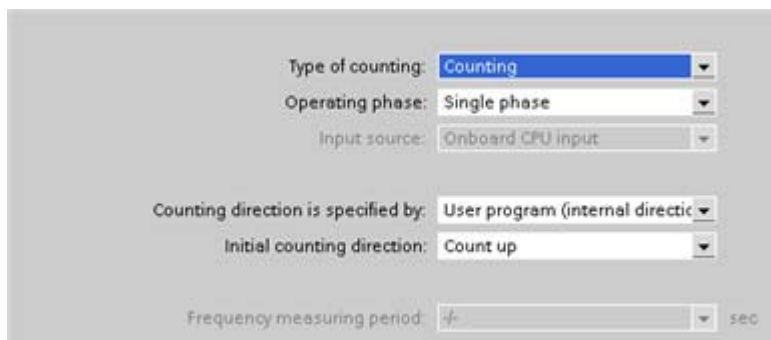 Type of counting: Counting
Operating phase: Single phase
Input source: Onboard CPU input
Counting direction is specified by: User program (internal directic
Initial counting direction: Count up
Frequency measuring period: -/- sec